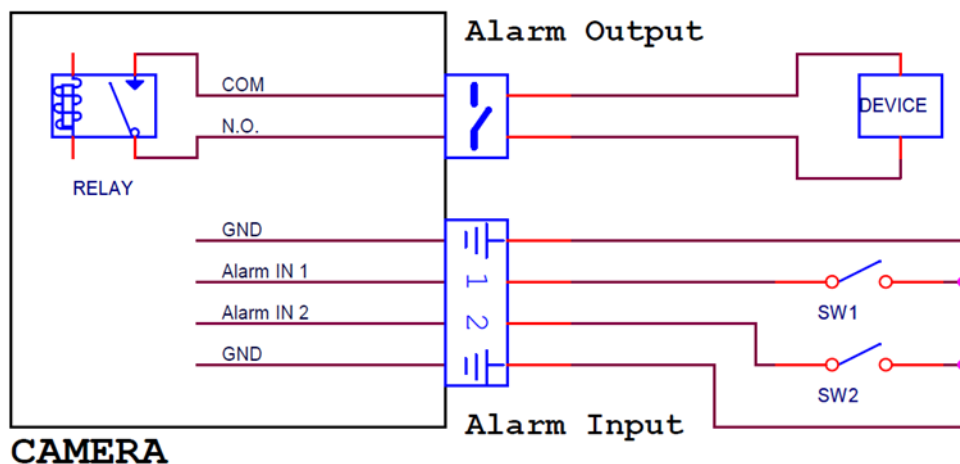 Alarm Output
COM
DEVICE
N.O.
RELAY
GND
Alarm IN 1
1
SW1
Alarm IN 2
2
GND
SW2
Alarm Input
CAMERA